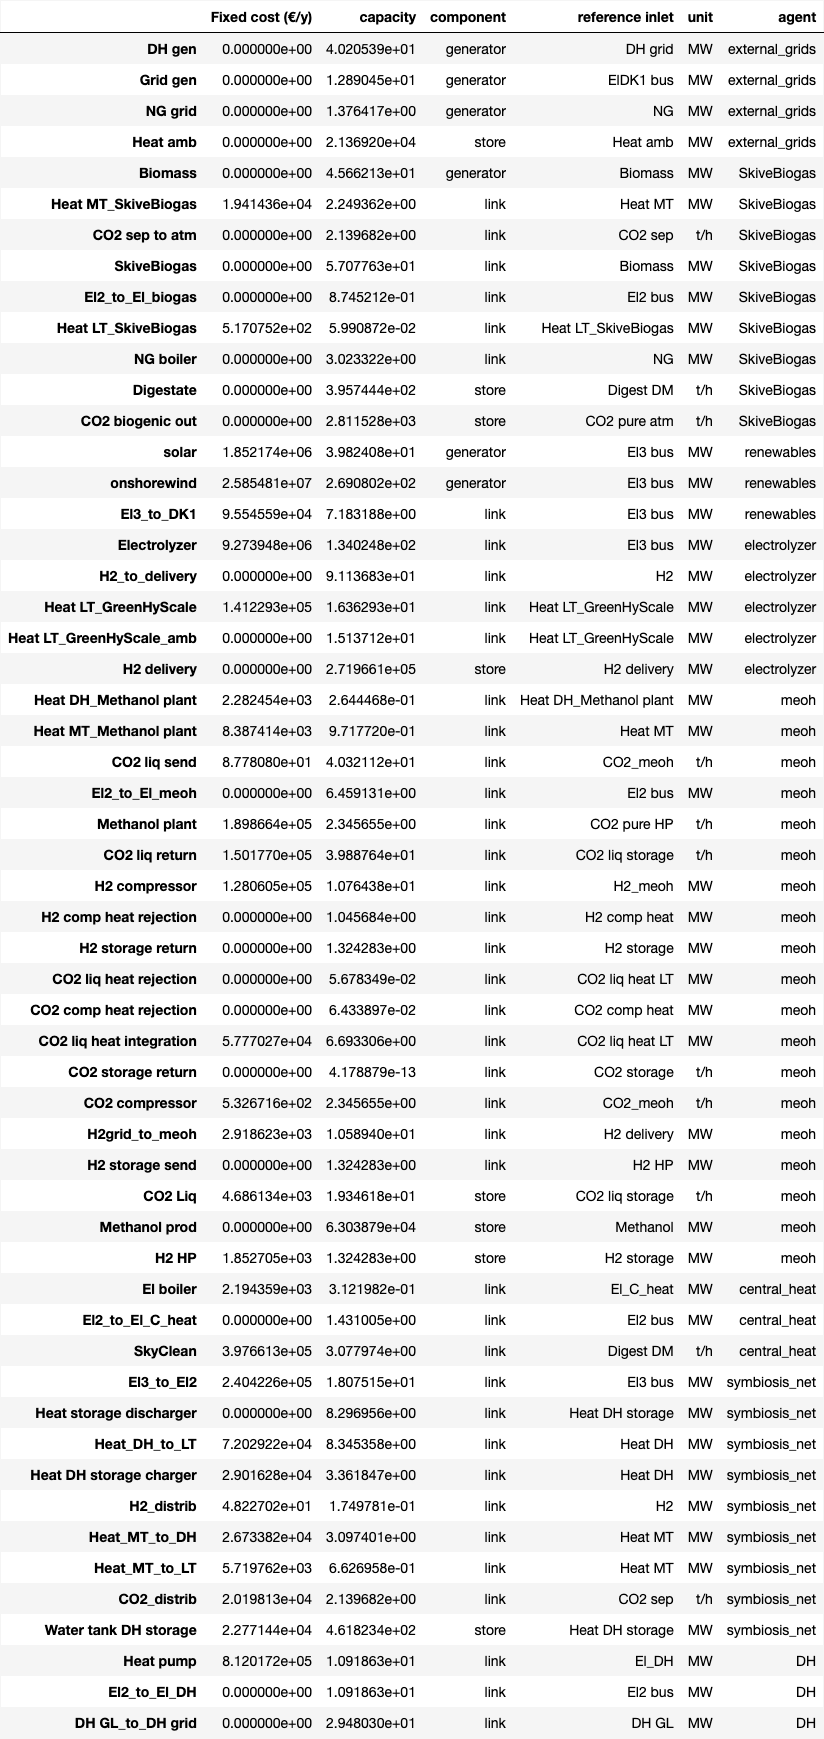 Fixed cost (€/y) capacity component reference inlet unit agent
DH gen 0.000000e+00 4.020539e+01 generator DH grid MW external_grids
Grid gen 0.000000e+00 1.289045e+01 generator ElDK1 bus MW external_grids
NG grid 0.000000e+00 1.376417e+00 generator NG MW external_grids
Heat amb 0.000000e+00 2.136920e+04 store Heat amb MW external_grids
Biomass 0.000000e+00 4.566213e+01 generator Biomass MW SkiveBiogas
Heat MT_SkiveBiogas 1.941436e+04 2.249362e+00 link Heat MT MW SkiveBiogas
CO2 sep to atm 0.000000e+00 2.139682e+00 link CO2 sep t/h SkiveBiogas
SkiveBiogas 0.000000e+00 5.707763e+01 link Biomass MW SkiveBiogas
El2_to_El_biogas 0.000000e+00 8.745212e-01 link El2 bus MW SkiveBiogas
Heat LT_SkiveBiogas 5.170752e+02 5.990872e-02 link Heat LT_SkiveBiogas MW SkiveBiogas
NG boiler 0.000000e+00 3.023322e+00 link NG MW SkiveBiogas
Digestate 0.000000e+00 3.957444e+02 store Digest DM t/h SkiveBiogas
CO2 biogenic out 0.000000e+00 2.811528e+03 store CO2 pure atm t/h SkiveBiogas
solar 1.852174e+06 3.982408e+01 generator El3 bus MW renewables
onshorewind 2.585481e+07 2.690802e+02 generator El3 bus MW renewables
El3_to_DK1 9.554559e+04 7.183188e+00 link El3 bus MW renewables
Electrolyzer 9.273948e+06 1.340248e+02 link El3 bus MW electrolyzer
H2_to_delivery 0.000000e+00 9.113683e+01 link H2 MW electrolyzer
Heat LT_GreenHyScale 1.412293e+05 1.636293e+01 link Heat LT_GreenHyScale MW electrolyzer
Heat LT_GreenHyScale_amb 0.000000e+00 1.513712e+01 link Heat LT_GreenHyScale MW electrolyzer
H2 delivery 0.000000e+00 2.719661e+05 store H2 delivery MW electrolyzer
Heat DH_Methanol plant 2.282454e+03 2.644468e-01 link Heat DH_Methanol plant MW meoh
Heat MT_Methanol plant 8.387414e+03 9.717720e-01 link Heat MT MW meoh
CO2 liq send 8.778080e+01 4.032112e+01 link CO2_meoh t/h meoh
El2_to_El_meoh 0.000000e+00 6.459131e+00 link El2 bus MW meoh
Methanol plant 1.898664e+05 2.345655e+00 link CO2 pure HP t/h meoh
CO2 liq return 1.501770e+05 3.988764e+01 link CO2 liq storage t/h meoh
H2 compressor 1.280605e+05 1.076438e+01 link H2_meoh MW meoh
H2 comp heat rejection 0.000000e+00 1.045684e+00 link H2 comp heat MW meoh
H2 storage return 0.000000e+00 1.324283e+00 link H2 storage MW meoh
CO2 liq heat rejection 0.000000e+00 5.678349e-02 link CO2 liq heat LT MW meoh
CO2 comp heat rejection 0.000000e+00 6.433897e-02 link CO2 comp heat MW meoh
CO2 liq heat integration 5.777027e+04 6.693306e+00 link CO2 liq heat LT MW meoh
CO2 storage return 0.000000e+00 4.178879e-13 link CO2 storage t/h meoh
CO2 compressor 5.326716e+02 2.345655e+00 link CO2_meoh t/h meoh
H2grid_to_meoh 2.918623e+03 1.058940e+01 link H2 delivery MW meoh
H2 storage send 0.000000e+00 1.324283e+00 link H2 HP MW meoh
CO2 Liq 4.686134e+03 1.934618e+01 store CO2 liq storage t/h meoh
Methanol prod 0.000000e+00 6.303879e+04 store Methanol MW meoh
H2 HP 1.852705e+03 1.324283e+00 store H2 storage MW meoh
El boiler 2.194359e+03 3.121982e-01 link El_C_heat MW central_heat
El2_to_El_C_heat 0.000000e+00 1.431005e+00 link El2 bus MW central_heat
SkyClean 3.976613e+05 3.077974e+00 link Digest DM t/h central_heat
El3_to_El2 2.404226e+05 1.807515e+01 link El3 bus MW symbiosis_net
Heat storage discharger 0.000000e+00 8.296956e+00 link Heat DH storage MW symbiosis_net
Heat_DH_to_LT 7.202922e+04 8.345358e+00 link Heat DH MW symbiosis_net
Heat DH storage charger 2.901628e+04 3.361847e+00 link Heat DH MW symbiosis_net
H2_distrib 4.822702e+01 1.749781e-01 link H2 MW symbiosis_net
Heat_MT_to_DH 2.673382e+04 3.097401e+00 link Heat MT MW symbiosis_net
Heat_MT_to_LT 5.719762e+03 6.626958e-01 link Heat MT MW symbiosis_net
CO2_distrib 2.019813e+04 2.139682e+00 link CO2 sep t/h symbiosis_net
Water tank DH storage 2.277144e+04 4.618234e+02 store Heat DH storage MW symbiosis_net
Heat pump 8.120172e+05 1.091863e+01 link El_DH MW DH
El2_to_El_DH 0.000000e+00 1.091863e+01 link El2 bus MW DH
DH GL_to_DH grid 0.000000e+00 2.948030e+01 link DH GL MW DH